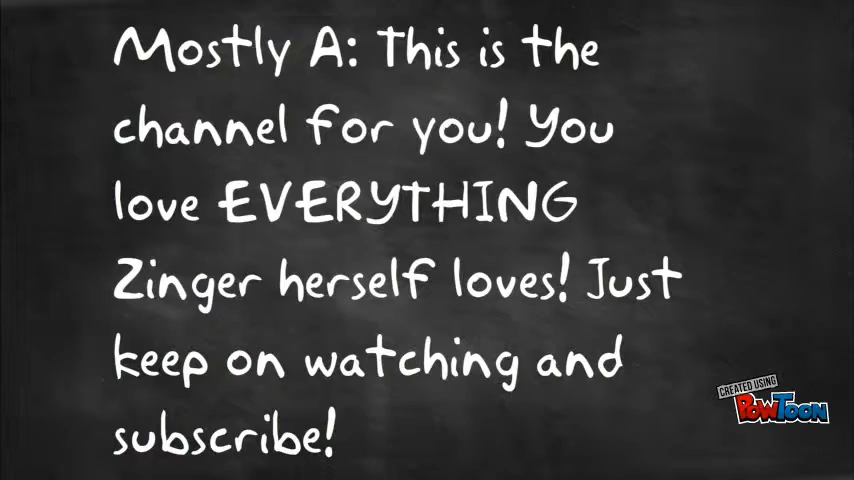 Mostly A: This is the
channel for you! You
love EVERYTHING
Zinger herself loves! Just
keep on watching and
subscribe!
CREATED USING
POWTOON